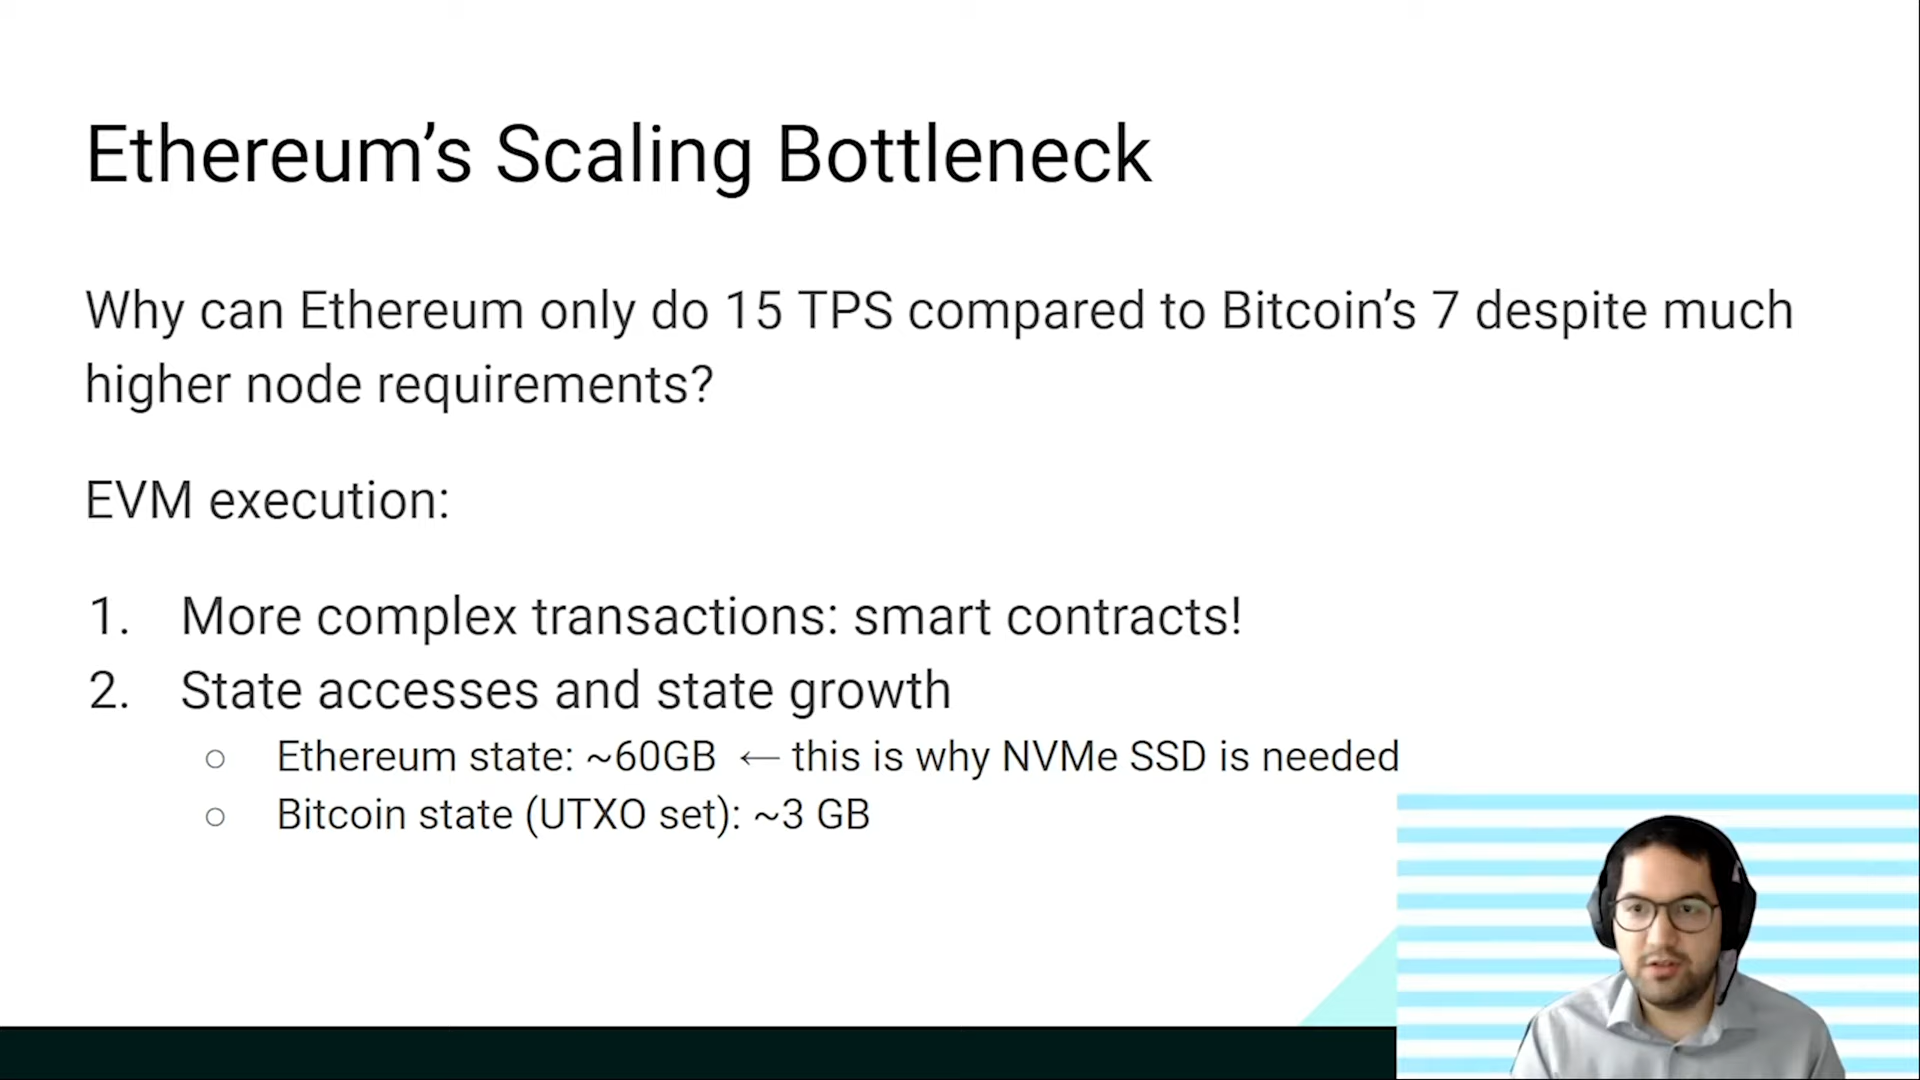 Ethereum’s Scaling Bottleneck
Why can Ethereum only do 15 TPS compared to Bitcoin’s 7 despite much
higher node requirements?
EVM execution:
1. More complex transactions: smart contracts!
2. State accesses and state growth
○ Ethereum state: ~60GB ← this is why NVMe SSD is needed
○ Bitcoin state (UTXO set): ~3 GB